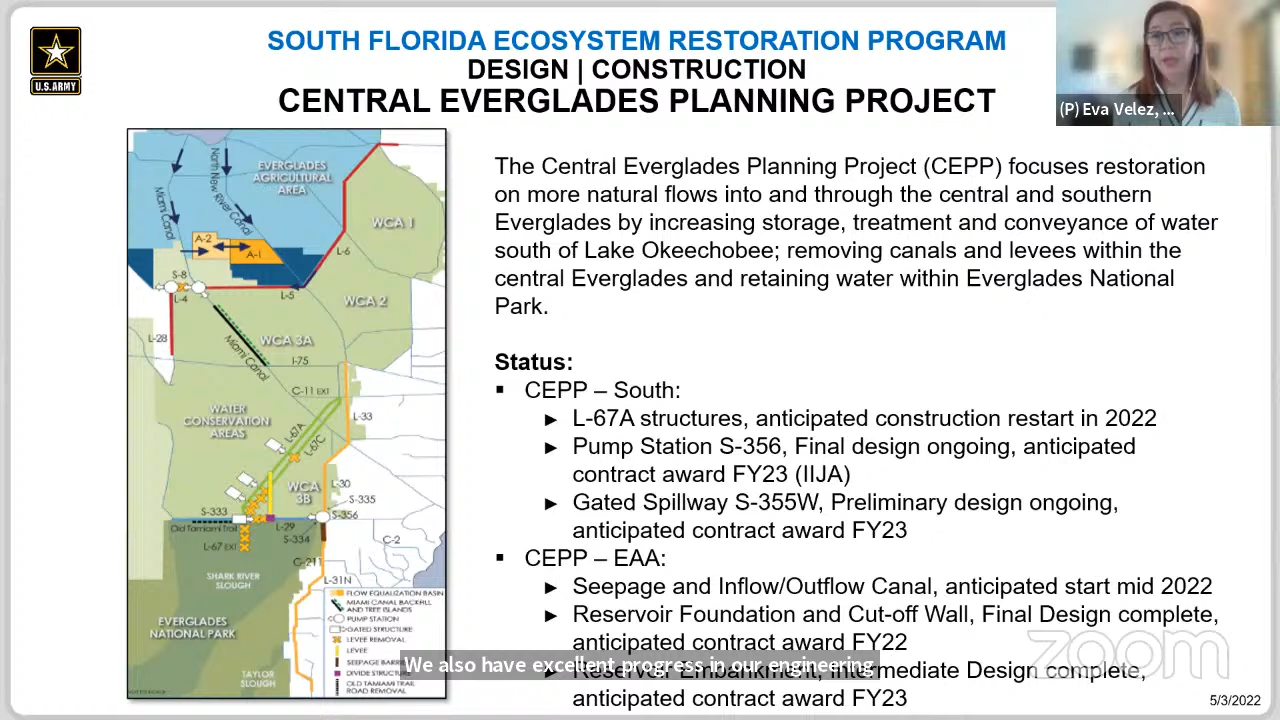 SOUTH FLORIDA ECOSYSTEM RESTORATION PROGRAM
DESIGN | CONSTRUCTION
CENTRAL EVERGLADES PLANNING PROJECT
U.S.ARMY
(P) Eva Velez, ...
EVERGLADES
AGRICULTURAL
AREA
North New River Canal
Miami Canal
WCA 1
A-2
A-1
L-6
S-8
L-4
L-5
WCA 2
L-28
WCA 3A
Miami Canal
I-75
C-11 EXT
WATER
CONSERVATION
AREAS
L-67A
L-67C
L-33
WCA
3B
L-30
S-335
S-333
S-356
Old Tamiami Trail
L-29
S-334
L-67 EXT
C-2
C-211
SHARK RIVER
SLOUGH
L-31N
EVERGLADES
NATIONAL PARK
TAYLOR
SLOUGH
FLOW EQUALIZATION BASIN
MIAMI CANAL BACKFILL
AND TREE ISLANDS
PUMP STATION
GATED STRUCTURE
LEVEE REMOVAL
LEVEE
SEEPAGE
DIVIDE
OLD TAMIAMI TRAIL
ROAD REMOVAL
The Central Everglades Planning Project (CEPP) focuses restoration
on more natural flows into and through the central and southern
Everglades by increasing storage, treatment and conveyance of water
south of Lake Okeechobee; removing canals and levees within the
central Everglades and retaining water within Everglades National
Park.
Status:
▪ CEPP – South:
► L-67A structures, anticipated construction restart in 2022
► Pump Station S-356, Final design ongoing, anticipated
contract award FY23 (IIJA)
► Gated Spillway S-355W, Preliminary design ongoing,
anticipated contract award FY23
▪ CEPP – EAA:
► Seepage and Inflow/Outflow Canal, anticipated start mid 2022
► Reservoir Foundation and Cut-off Wall, Final Design complete,
anticipated contract award FY22
► Reservoir Embankment, Intermediate Design complete,
anticipated contract award FY23
We also have excellent progress in our engineering
zoom
5/3/2022